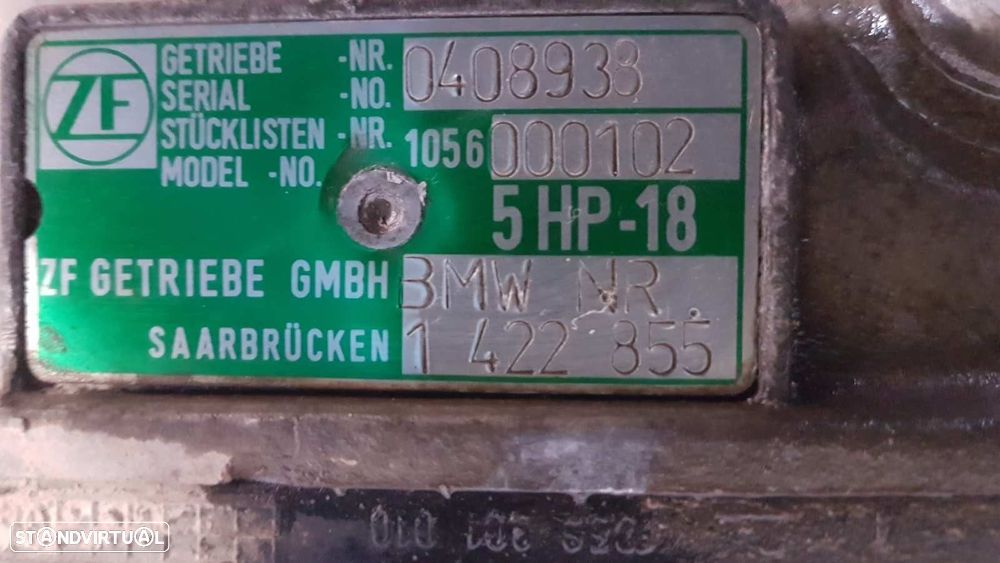 ZF
GETRIEBE -NR. 0408938
SERIAL -NO.
STÜCKLISTEN -NR. 1056 000102
MODEL -NO.
5 HP-18
ZF GETRIEBE GMBH BMW NR.
SAARBRÜCKEN 1 422 855
010
STANDVIRTUAL